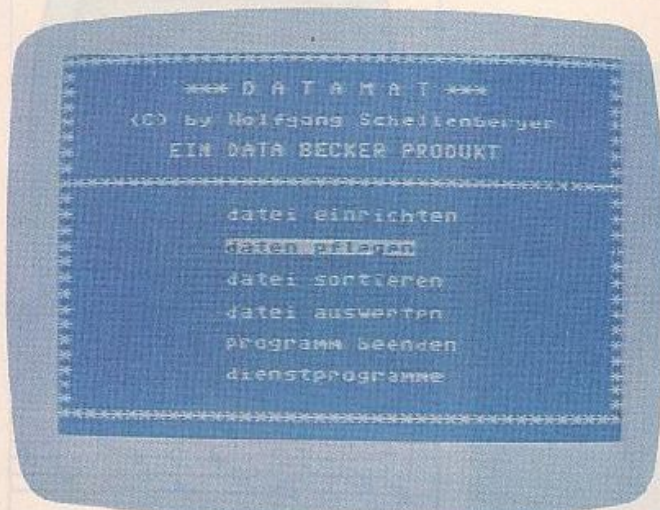 *** D A T A M A T ***
(C) by Wolfgang Schellenberger
EIN DATA BECKER PRODUKT
datei einrichten
daten pflegen
datei sortieren
datei auswerten
programm beenden
dienstprogramme